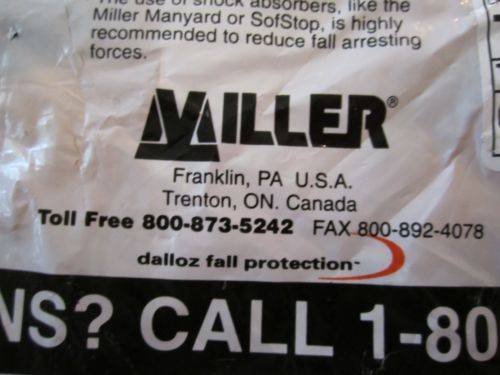 The use of shock absorbers, like the
Miller Manyard or SofStop, is highly
recommended to reduce fall arresting
forces.
MILLER®
Franklin, PA U.S.A.
Trenton, ON. Canada
Toll Free 800-873-5242 FAX 800-892-4078
dalloz fall protection™
NS? CALL 1-80